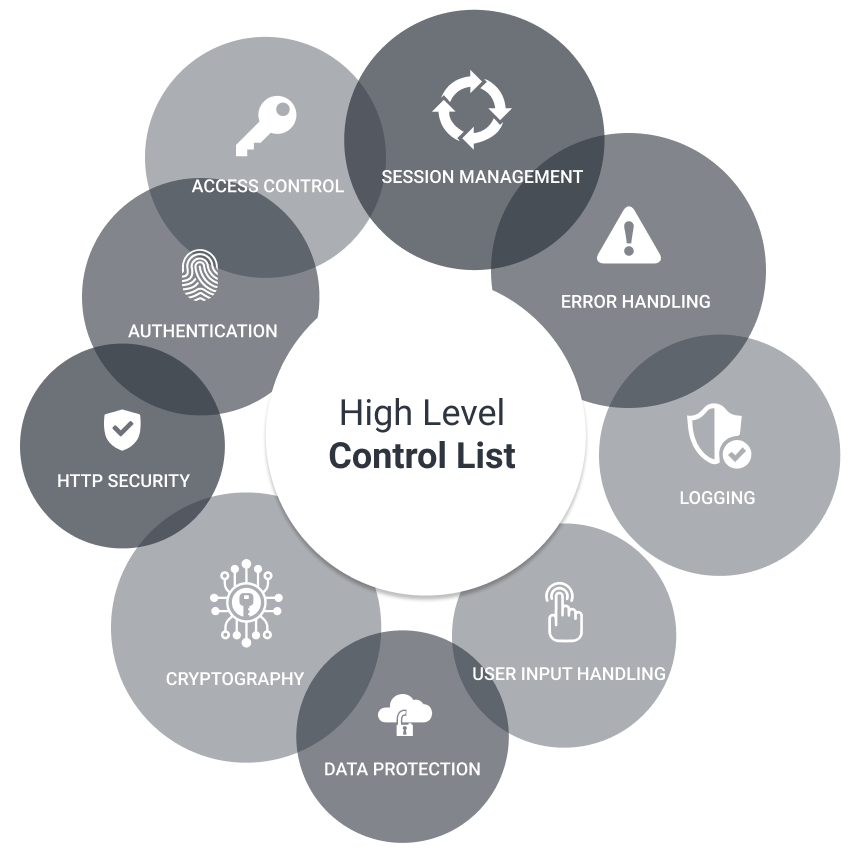 ACCESS CONTROL
SESSION MANAGEMENT
ERROR HANDLING
AUTHENTICATION
High Level
Control List
HTTP SECURITY
LOGGING
CRYPTOGRAPHY
USER INPUT HANDLING
DATA PROTECTION